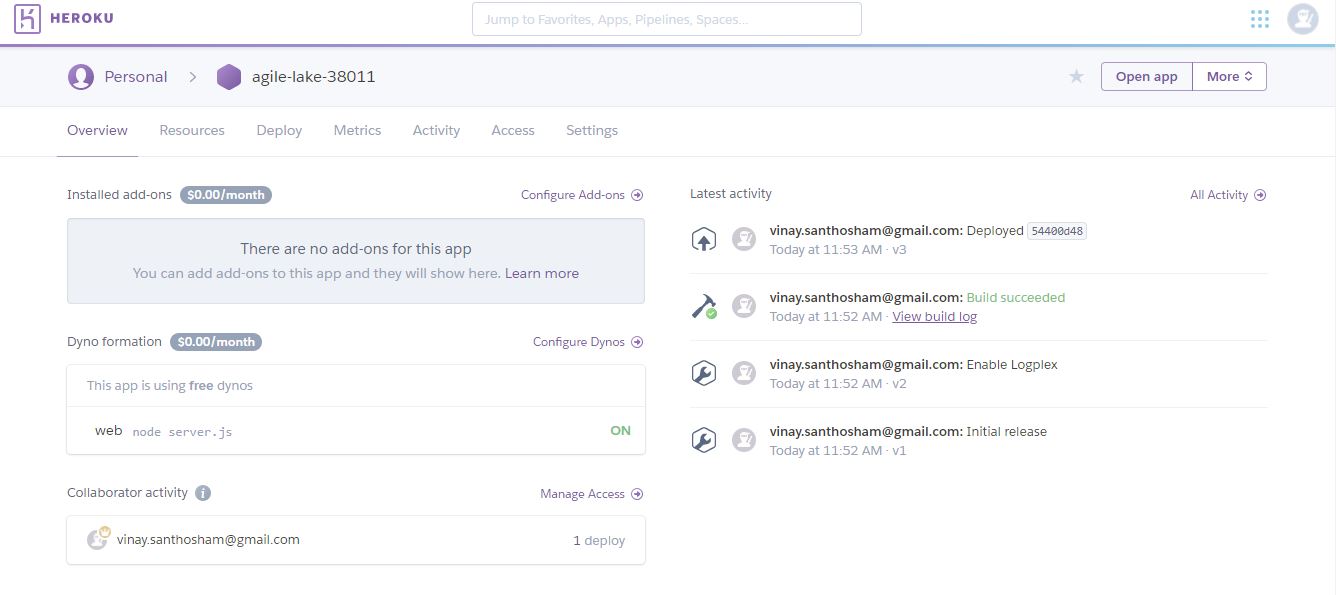 HEROKU
Jump to Favorites, Apps, Pipelines, Spaces...
Personal > agile-lake-38011
Open app
More
Overview Resources Deploy Metrics Activity Access Settings
Installed add-ons $0.00/month
Configure Add-ons
There are no add-ons for this app
You can add add-ons to this app and they will show here. Learn more
Dyno formation $0.00/month
Configure Dynos
This app is using free dynos
web node server.js ON
Collaborator activity i
Manage Access
vinay.santhosham@gmail.com 1 deploy
Latest activity
All Activity
vinay.santhosham@gmail.com: Deployed 54400d48
Today at 11:53 AM · v3
vinay.santhosham@gmail.com: Build succeeded
Today at 11:52 AM · View build log
vinay.santhosham@gmail.com: Enable Logplex
Today at 11:52 AM · v2
vinay.santhosham@gmail.com: Initial release
Today at 11:52 AM · v1